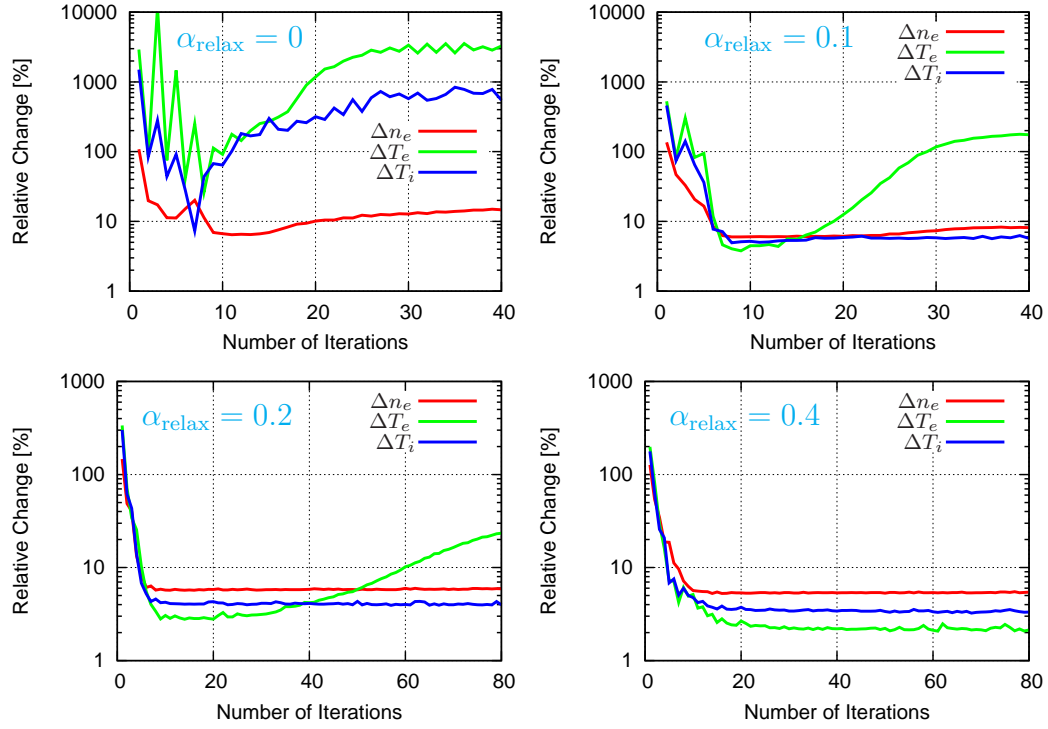 α_relax = 0
Δn_e
ΔT_e
ΔT_i
Relative Change [%]
10000
1000
100
10
1
0 10 20 30 40
Number of Iterations
α_relax = 0.1
Δn_e
ΔT_e
ΔT_i
Relative Change [%]
10000
1000
100
10
1
0 10 20 30 40
Number of Iterations
α_relax = 0.2
Δn_e
ΔT_e
ΔT_i
Relative Change [%]
1000
100
10
1
0 20 40 60 80
Number of Iterations
α_relax = 0.4
Δn_e
ΔT_e
ΔT_i
Relative Change [%]
1000
100
10
1
0 20 40 60 80
Number of Iterations